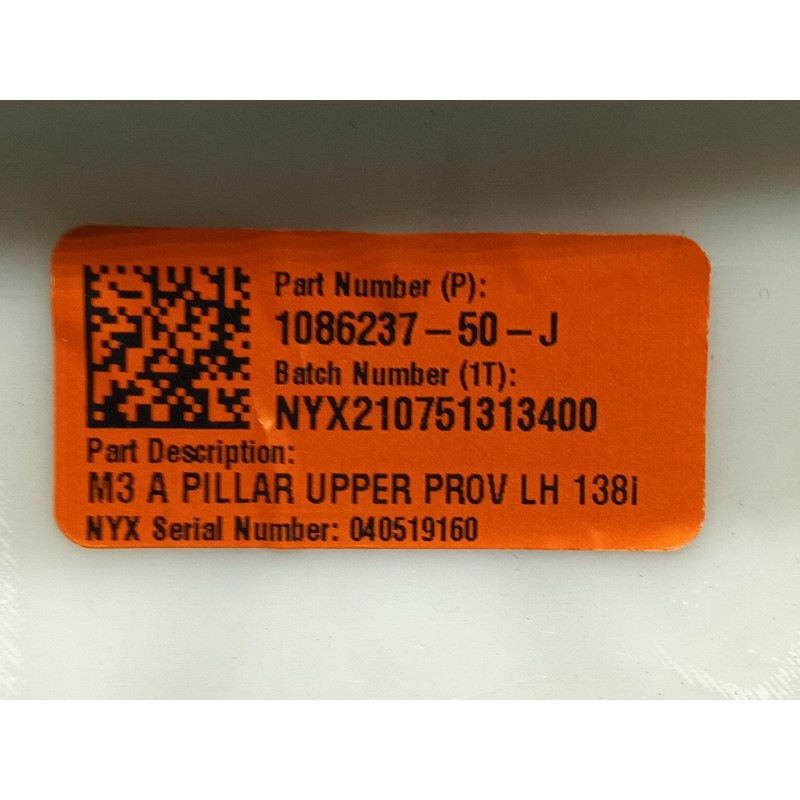 Part Number (P):
1086237-50-J
Batch Number (1T):
NYX210751313400
Part Description:
M3 A PILLAR UPPER PROV LH 138i
NYX Serial Number: 040519160